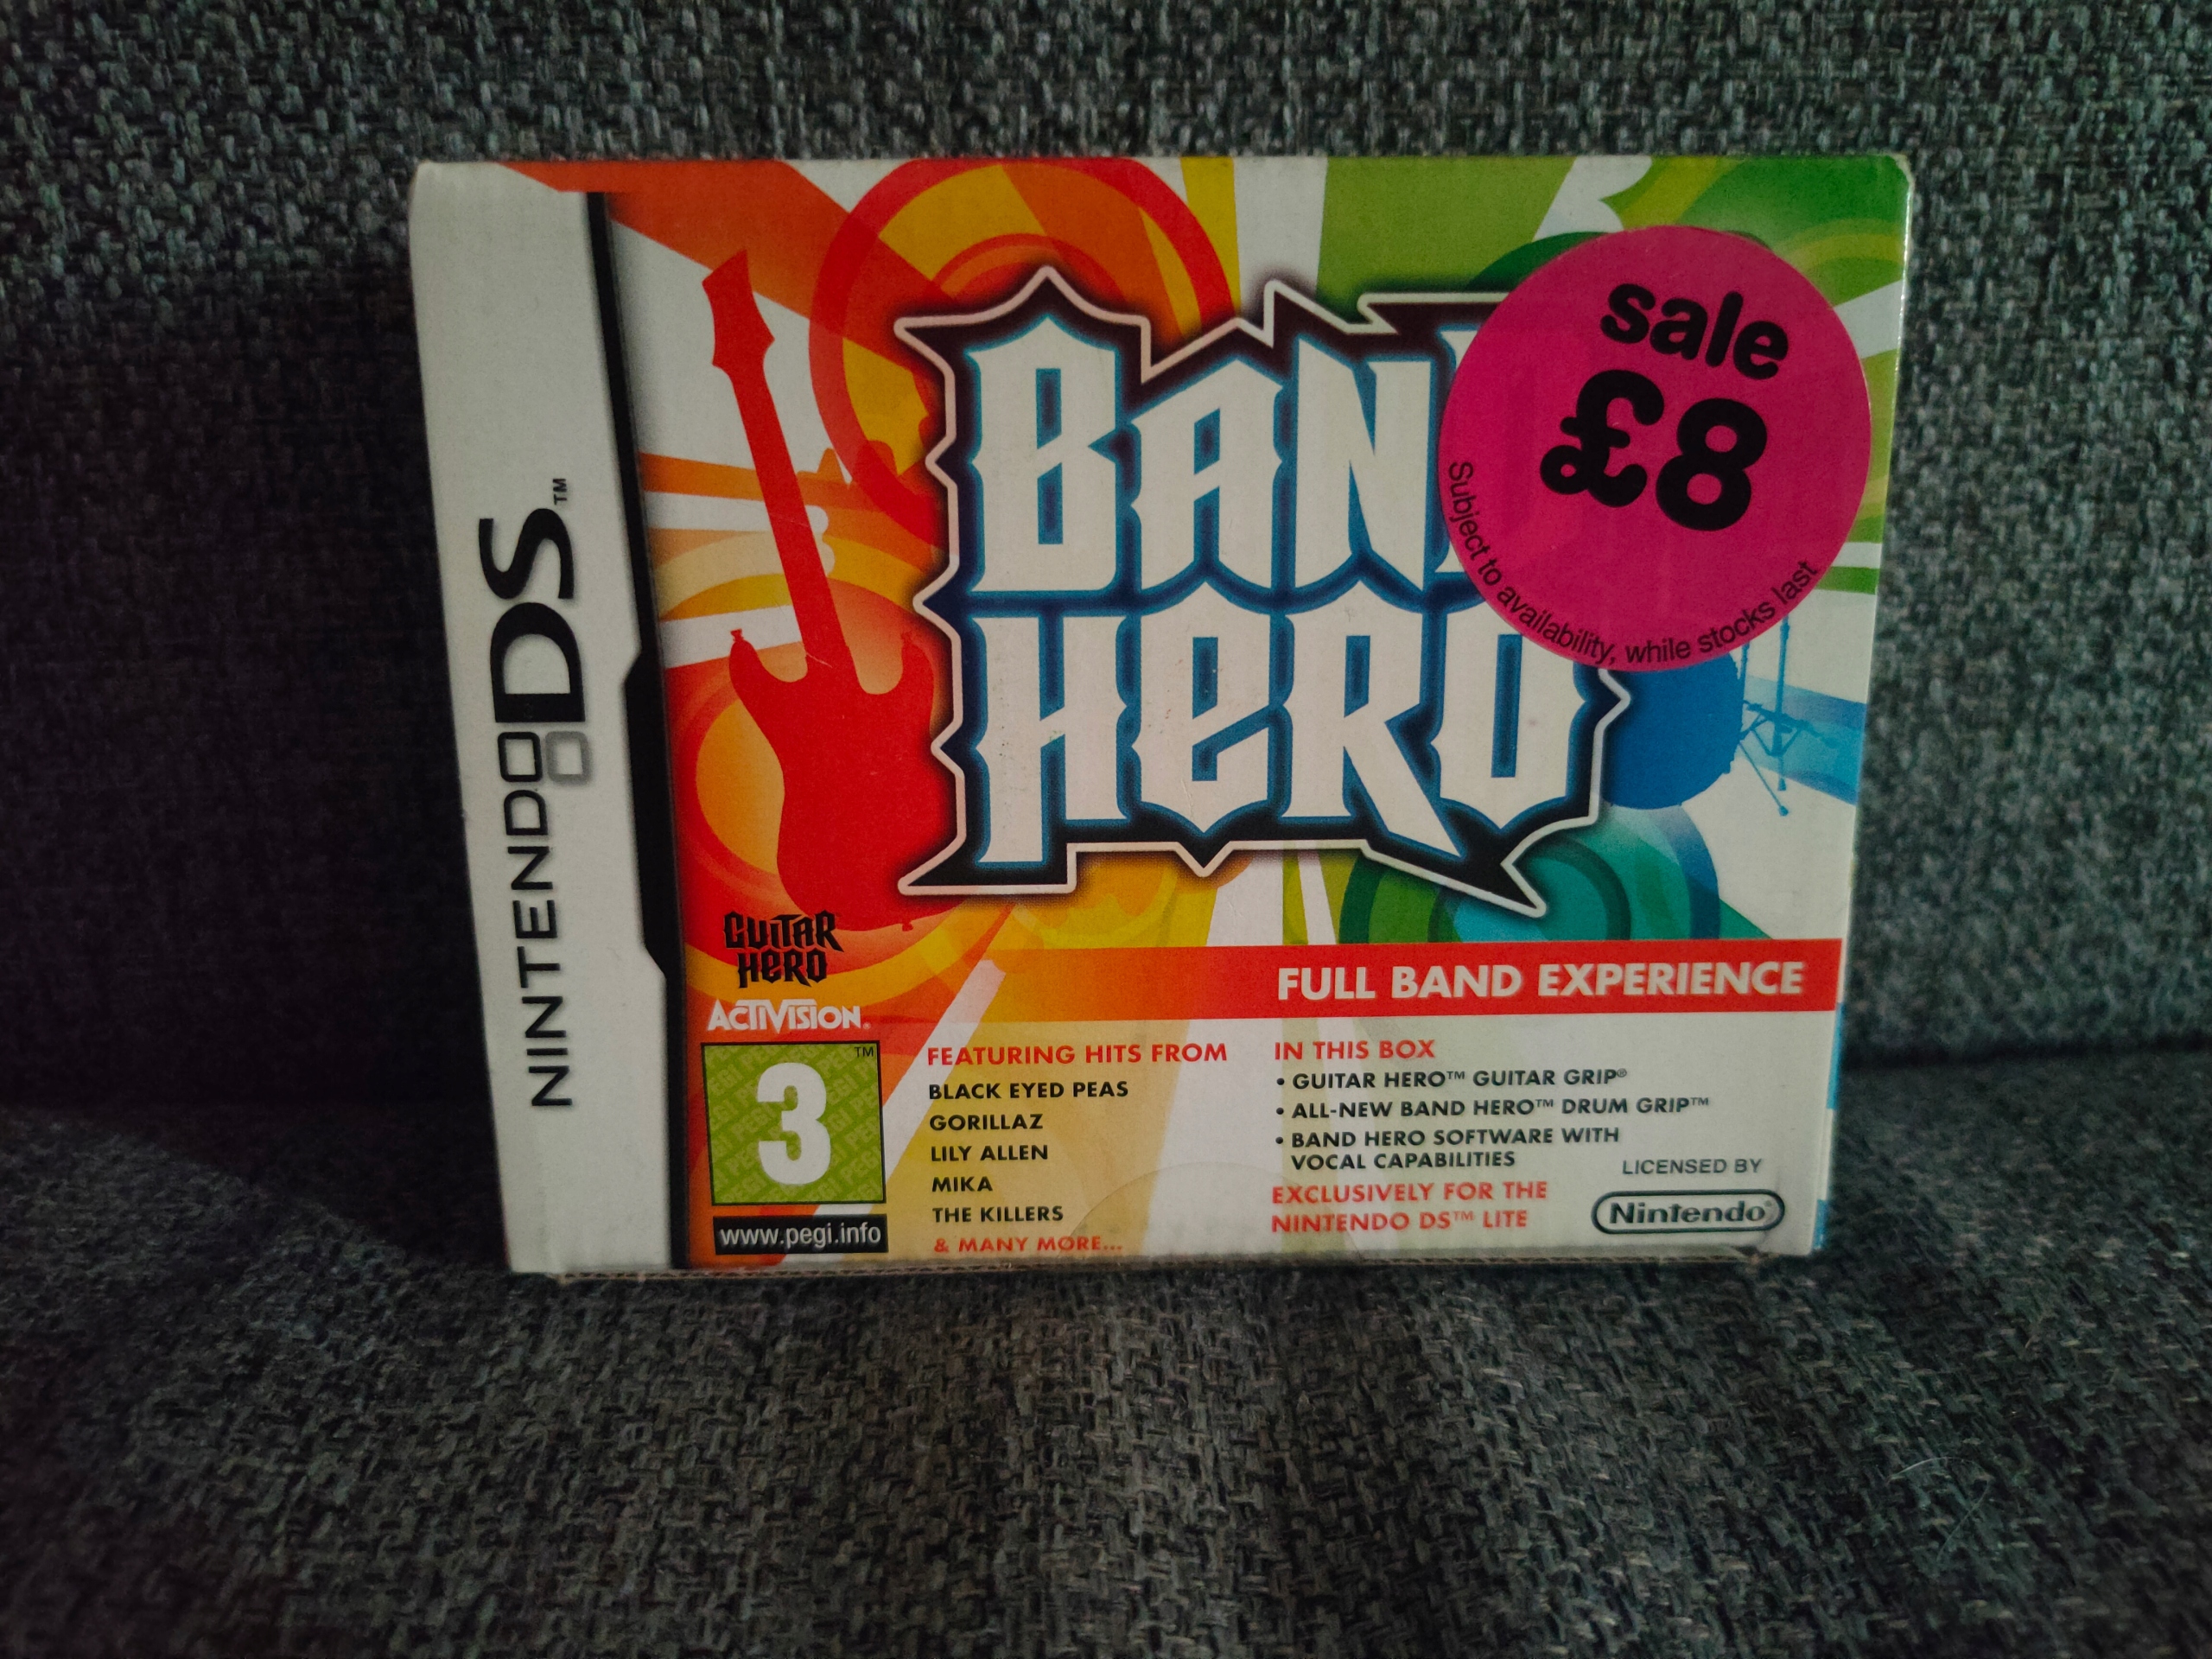 NINTENDODS™
BAN
HERO
sale
£8
Subject to availability, while stocks last
GUITAR
HERO
ACTIVISION®
FULL BAND EXPERIENCE
™
3
www.pegi.info
FEATURING HITS FROM
BLACK EYED PEAS
GORILLAZ
LILY ALLEN
MIKA
THE KILLERS
& MANY MORE...
IN THIS BOX
• GUITAR HERO™ GUITAR GRIP®
• ALL-NEW BAND HERO™ DRUM GRIP™
• BAND HERO SOFTWARE WITH
VOCAL CAPABILITIES
EXCLUSIVELY FOR THE
NINTENDO DS™ LITE
LICENSED BY
Nintendo®